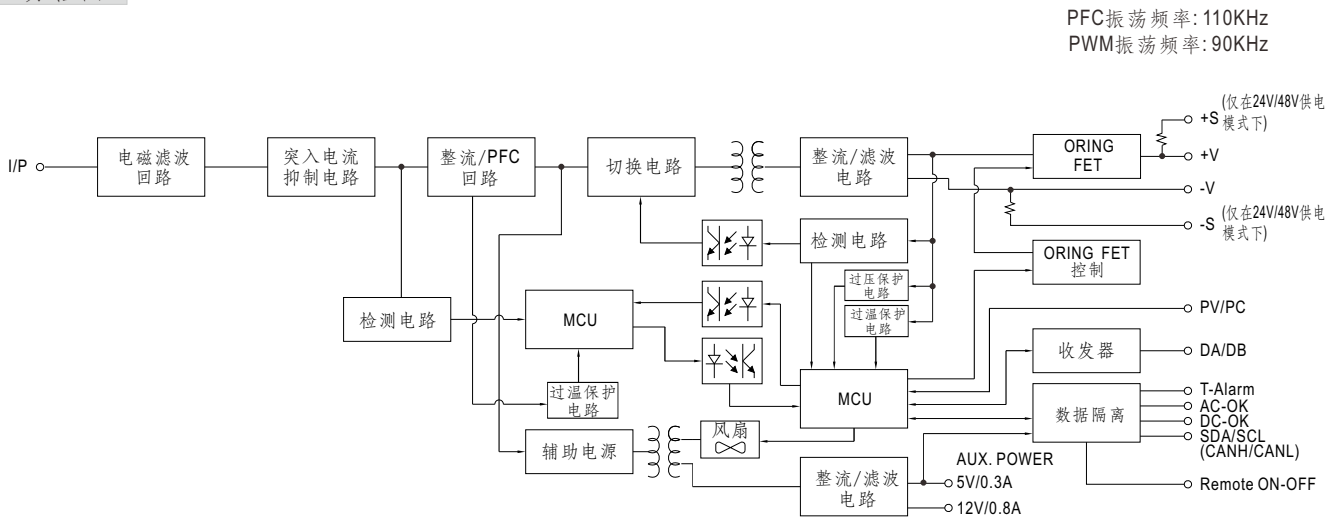 PFC振荡频率: 110KHz
PWM振荡频率: 90KHz
I/P
电磁滤波
回路
突入电流
抑制电路
整流/PFC
回路
切换电路
整流/滤波
电路
ORING
FET
+S (仅在24V/48V供电
模式下)
+V
-V
-S (仅在24V/48V供电
模式下)
检测电路
ORING FET
控制
过压保护
电路
过温保护
电路
检测电路
MCU
PV/PC
收发器
DA/DB
过温保护
电路
MCU
数据隔离
T-Alarm
AC-OK
DC-OK
SDA/SCL
(CANH/CANL)
辅助电源
风扇
整流/滤波
电路
AUX. POWER
5V/0.3A
12V/0.8A
Remote ON-OFF